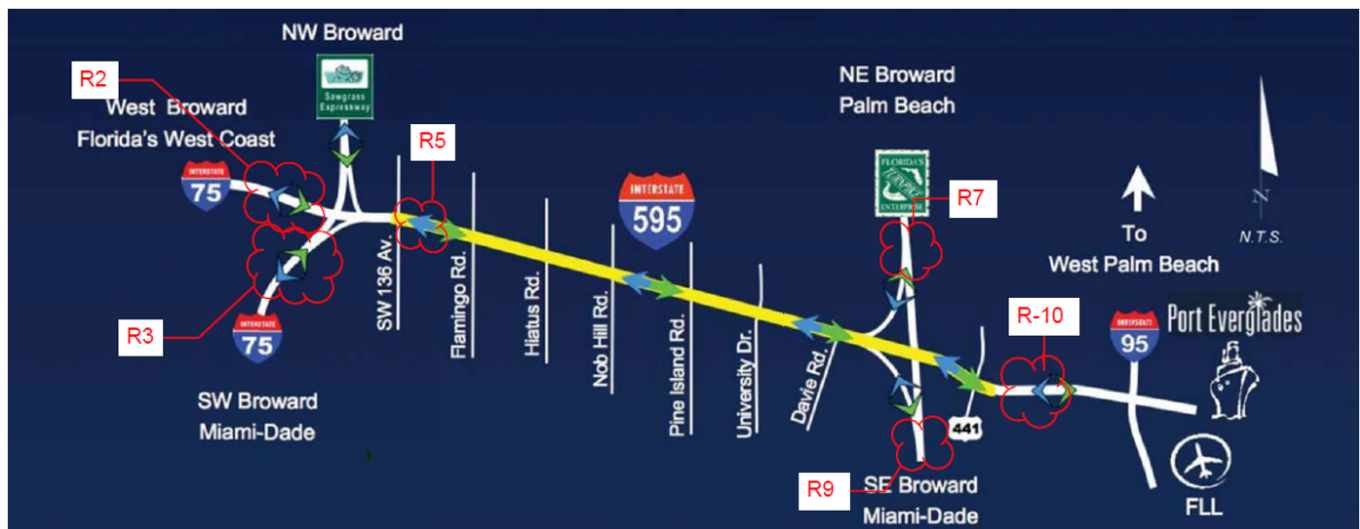 NW Broward
R2
West Broward
Florida's West Coast
Sawgrass
Expressway
R5
INTERSTATE
75
INTERSTATE
595
NE Broward
Palm Beach
FLORIDA'S
TURNPIKE
ENTERPRISE
R7
N
N.T.S.
To
West Palm Beach
R3
INTERSTATE
75
SW Broward
Miami-Dade
SW 136 Av.
Flamingo Rd.
Hiatus Rd.
Nob Hill Rd.
Pine Island Rd.
University Dr.
Davie Rd.
R-10
INTERSTATE
95
Port Everglades
441
R9
SE Broward
Miami-Dade
FLL